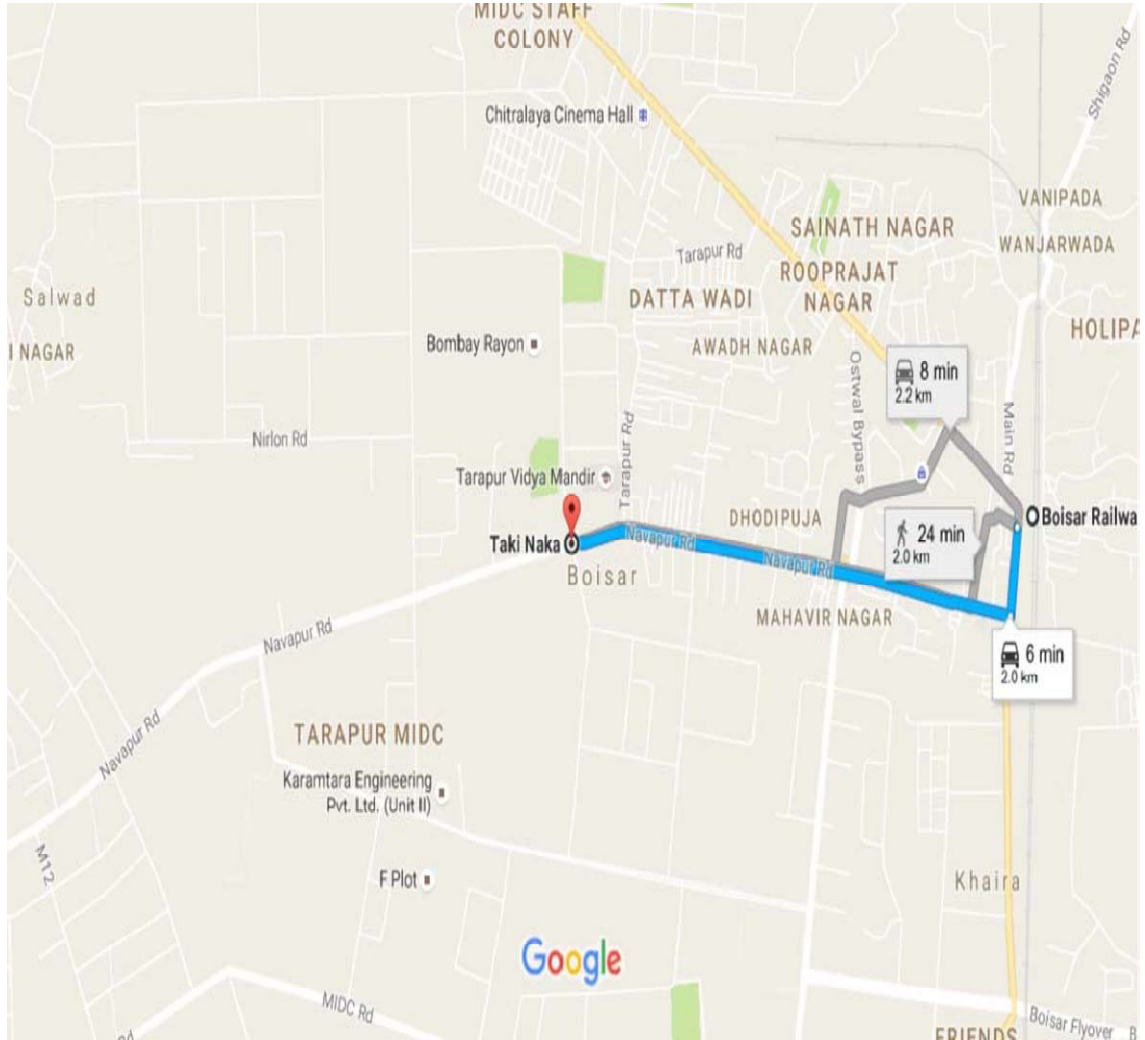 MIDC STAFF
COLONY
Shigaon Rd
Chitralaya Cinema Hall
VANIPADA
SAINATH NAGAR
WANJARWADA
Tarapur Rd
ROOPRAJAT
NAGAR
Salwad
DATTA WADI
HOLIPA
I NAGAR
Bombay Rayon
AWADH NAGAR
8 min
2.2 km
Ostwal Bypass
Main Rd
Nirlon Rd
Tarapur Rd
Tarapur Vidya Mandir
DHODIPUJA
Boisar Railwa
24 min
2.0 km
Taki Naka
Navapur Rd
Navapur Rd
Boisar
MAHAVIR NAGAR
Navapur Rd
6 min
2.0 km
Navapur Rd
TARAPUR MIDC
Karamtara Engineering
Pvt. Ltd. (Unit II)
M12
F Plot
Khaira
Google
MIDC Rd
Rd
Boisar Flyover
B
FRIENDS